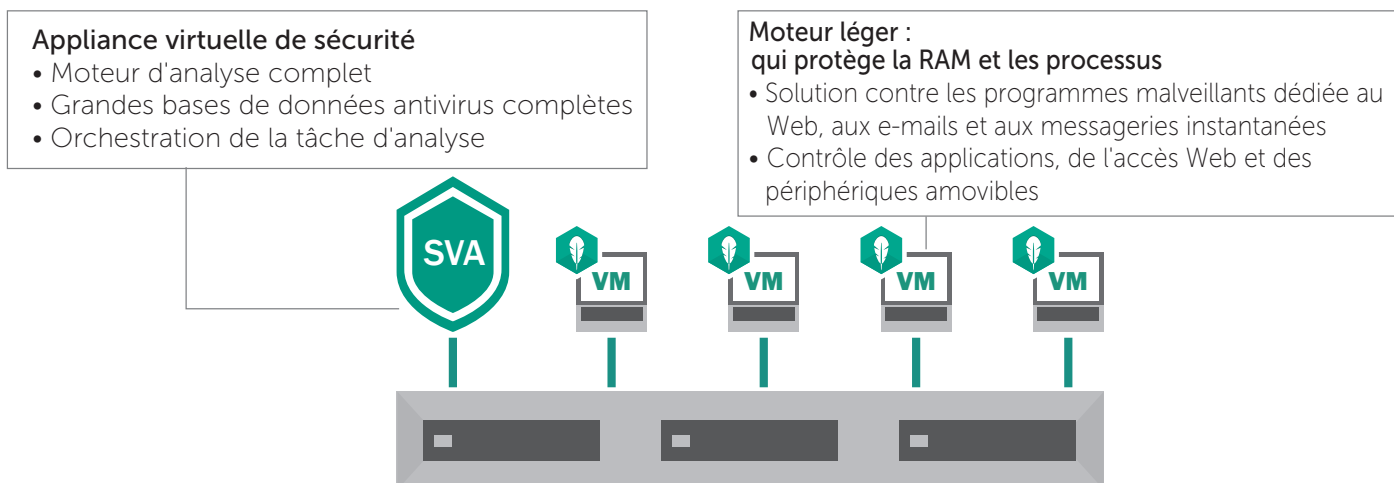 Appliance virtuelle de sécurité
• Moteur d'analyse complet
• Grandes bases de données antivirus complètes
• Orchestration de la tâche d'analyse
Moteur léger :
qui protège la RAM et les processus
• Solution contre les programmes malveillants dédiée au
Web, aux e-mails et aux messageries instantanées
• Contrôle des applications, de l'accès Web et des
périphériques amovibles
SVA
VM
VM
VM
VM